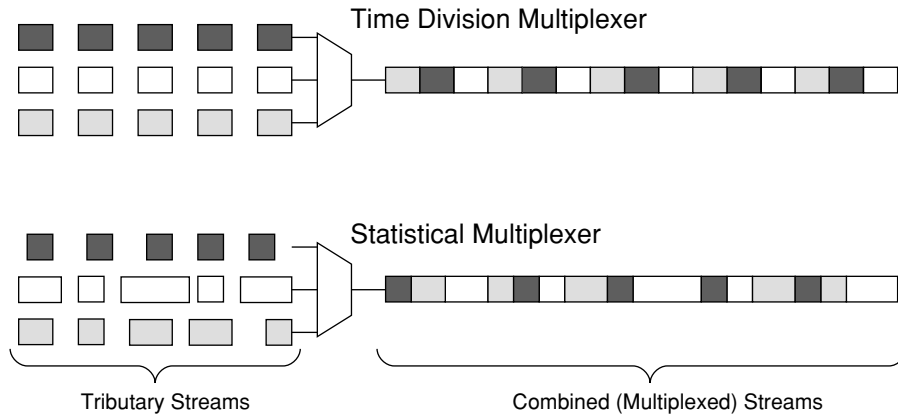 Time Division Multiplexer
Statistical Multiplexer
Tributary Streams
Combined (Multiplexed) Streams